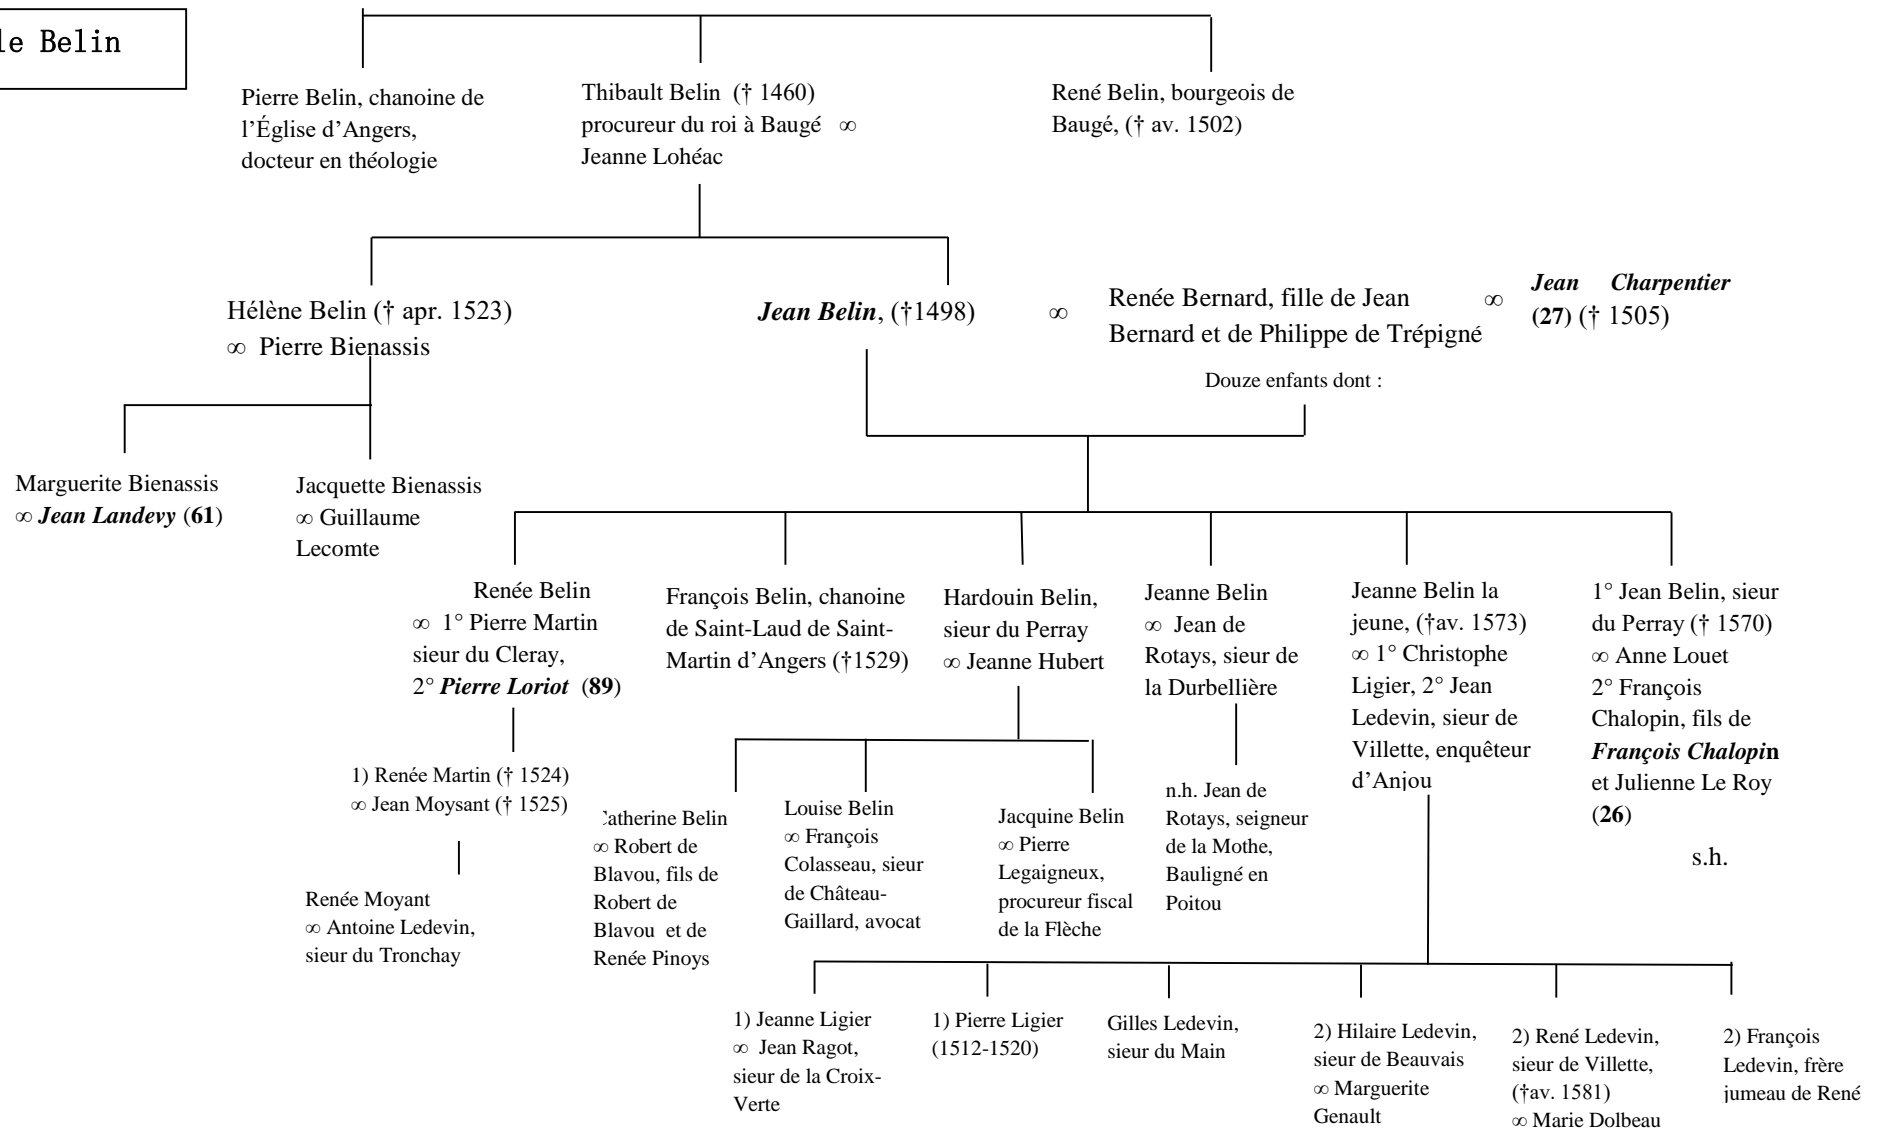 le Belin
Pierre Belin, chanoine de
l’Église d’Angers,
docteur en théologie
Thibault Belin († 1460)
procureur du roi à Baugé ∞
Jeanne Lohéac
René Belin, bourgeois de
Baugé, († av. 1502)
Hélène Belin († apr. 1523)
∞ Pierre Bienassis
Jean Belin, (†1498)
∞
Renée Bernard, fille de Jean
Bernard et de Philippe de Trépigné
∞
Jean Charpentier
(27) († 1505)
Douze enfants dont :
Marguerite Bienassis
∞ Jean Landevy (61)
Jacquette Bienassis
∞ Guillaume
Lecomte
Renée Belin
∞ 1° Pierre Martin
sieur du Cleray,
2° Pierre Loriot (89)
François Belin, chanoine
de Saint-Laud de Saint-
Martin d’Angers (†1529)
Hardouin Belin,
sieur du Perray
∞ Jeanne Hubert
Jeanne Belin
∞ Jean de
Rotays, sieur de
la Durbellière
Jeanne Belin la
jeune, (†av. 1573)
∞ 1° Christophe
Ligier, 2° Jean
Ledevin, sieur de
Villette, enquêteur
d’Anjou
1° Jean Belin, sieur
du Perray († 1570)
∞ Anne Louet
2° François
Chalopin, fils de
François Chalopin
et Julienne Le Roy
(26)
s.h.
1) Renée Martin († 1524)
∞ Jean Moysant († 1525)
Renée Moyant
∞ Antoine Ledevin,
sieur du Tronchay
Catherine Belin
∞ Robert de
Blavou, fils de
Robert de
Blavou et de
Renée Pinoys
Louise Belin
∞ François
Colasseau, sieur
de Château-
Gaillard, avocat
Jacquine Belin
∞ Pierre
Legaigneux,
procureur fiscal
de la Flèche
n.h. Jean de
Rotays, seigneur
de la Mothe,
Bauligné en
Poitou
1) Jeanne Ligier
∞ Jean Ragot,
sieur de la Croix-
Verte
1) Pierre Ligier
(1512-1520)
Gilles Ledevin,
sieur du Main
2) Hilaire Ledevin,
sieur de Beauvais
∞ Marguerite
Genault
2) René Ledevin,
sieur de Villette,
(†av. 1581)
∞ Marie Dolbeau
2) François
Ledevin, frère
jumeau de René